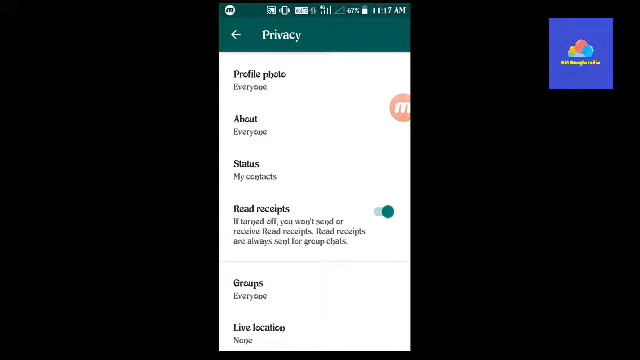 67% 11:17 AM
Privacy
Profile photo
Everyone
About
Everyone
Status
My contacts
Read receipts
If turned off, you won't send or
receive Read receipts. Read receipts
are always sent for group chats.
Groups
Everyone
Live location
None